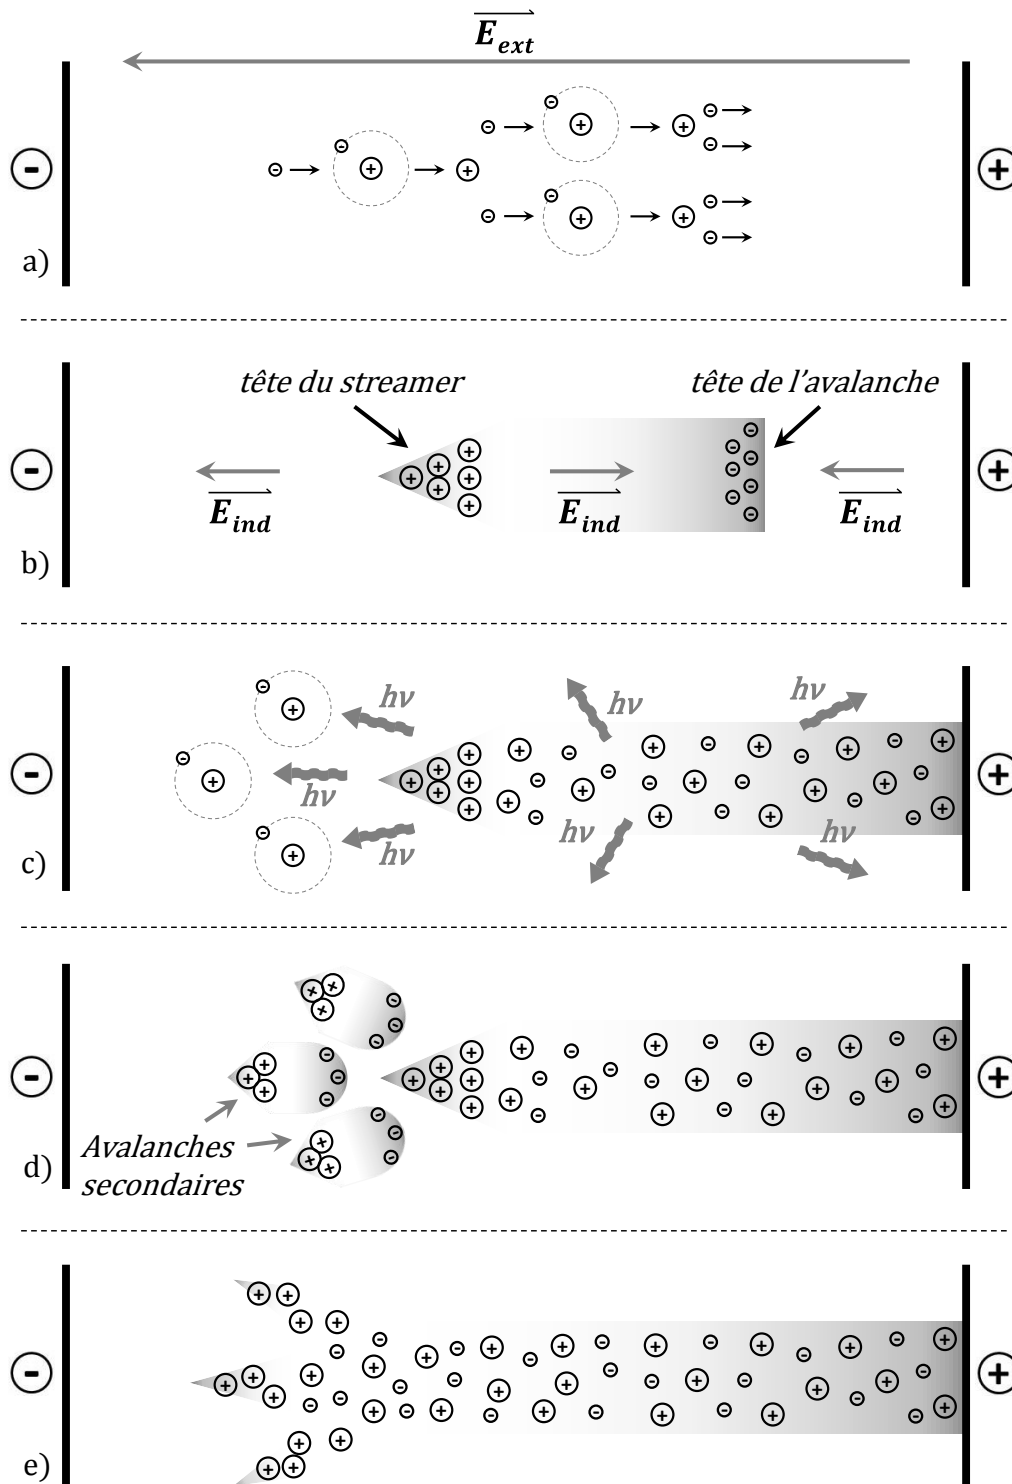 E_ext
-
+
a)
tête du streamer
tête de l'avalanche
-
E_ind
E_ind
E_ind
+
b)
hν
hν
hν
-
hν
+
hν
hν
hν
c)
-
+
Avalanches
secondaires
d)
-
+
e)